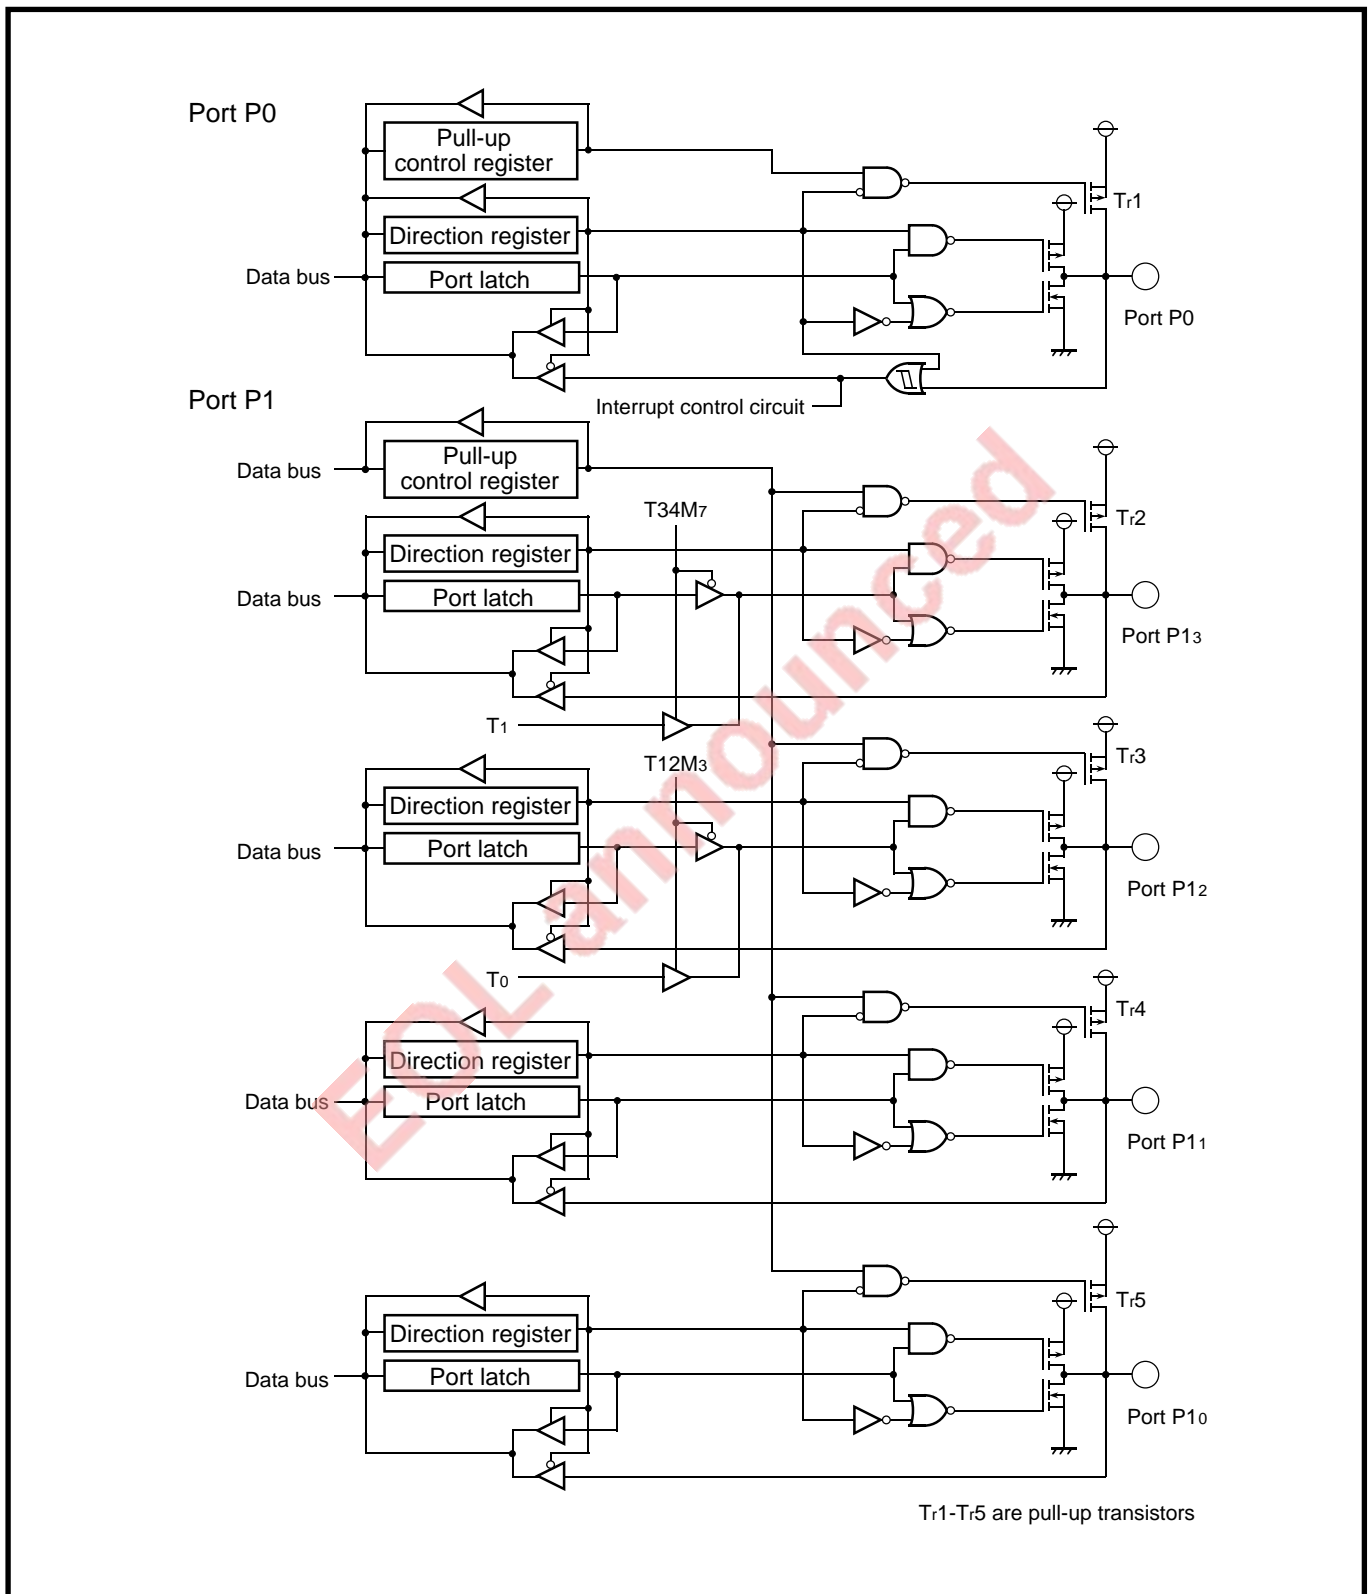 Port P0
Pull-up
control register
Tr1
Direction register
Data bus
Port latch
Port P0
Interrupt control circuit
Port P1
Pull-up
control register
Data bus
T34M7
Tr2
Direction register
Data bus
Port latch
Port P13
T1
T12M3
Tr3
Direction register
Data bus
Port latch
Port P12
T0
Tr4
Direction register
Data bus
Port latch
Port P11
Tr5
Direction register
Data bus
Port latch
Port P10
Tr1-Tr5 are pull-up transistors
EOL announced